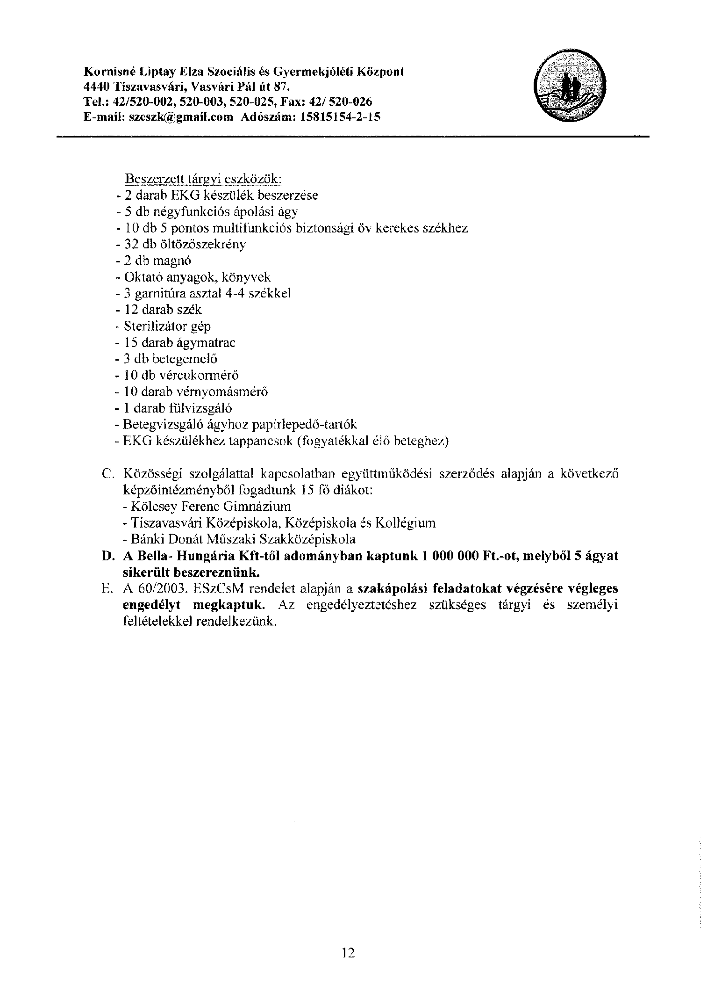 Kornisné Liptay Elza Szociális és Gyermekjóléti Központ
4440 Tiszavasvári, Vasvári Pál út 87.
Tel.: 42/520-002, 520-003, 520-025, Fax: 42/ 520-026
E-mail: szeszk@gmail.com Adószám: 15815154-2-15
Beszerzett tárgyi eszközök:
- 2 darab EKG készülék beszerzése
- 5 db négyfunkciós ápolási ágy
- 10 db 5 pontos multifunkciós biztonsági öv kerekes székhez
- 32 db öltözőszekrény
- 2 db magnó
- Oktató anyagok, könyvek
- 3 garnitúra asztal 4-4 székkel
- 12 darab szék
- Sterilizátor gép
- 15 darab ágymatrac
- 3 db betegemelő
- 10 db vércukormérő
- 10 darab vérnyomásmérő
- 1 darab fülvizsgáló
- Betegvizsgáló ágyhoz papírlepedő-tartók
- EKG készülékhez tappancsok (fogyatékkal élő beteghez)
C. Közösségi szolgálattal kapcsolatban együttműködési szerződés alapján a következő
képzőintézményből fogadtunk 15 fő diákot:
- Kölcsey Ferenc Gimnázium
- Tiszavasvári Középiskola, Középiskola és Kollégium
- Bánki Donát Műszaki Szakközépiskola
D. A Bella- Hungária Kft-től adományban kaptunk 1 000 000 Ft.-ot, melyből 5 ágyat
sikerült beszereznünk.
E. A 60/2003. ESzCsM rendelet alapján a szakápolási feladatokat végzésére végleges
engedélyt megkaptuk. Az engedélyeztetéshez szükséges tárgyi és személyi
feltételekkel rendelkezünk.
12